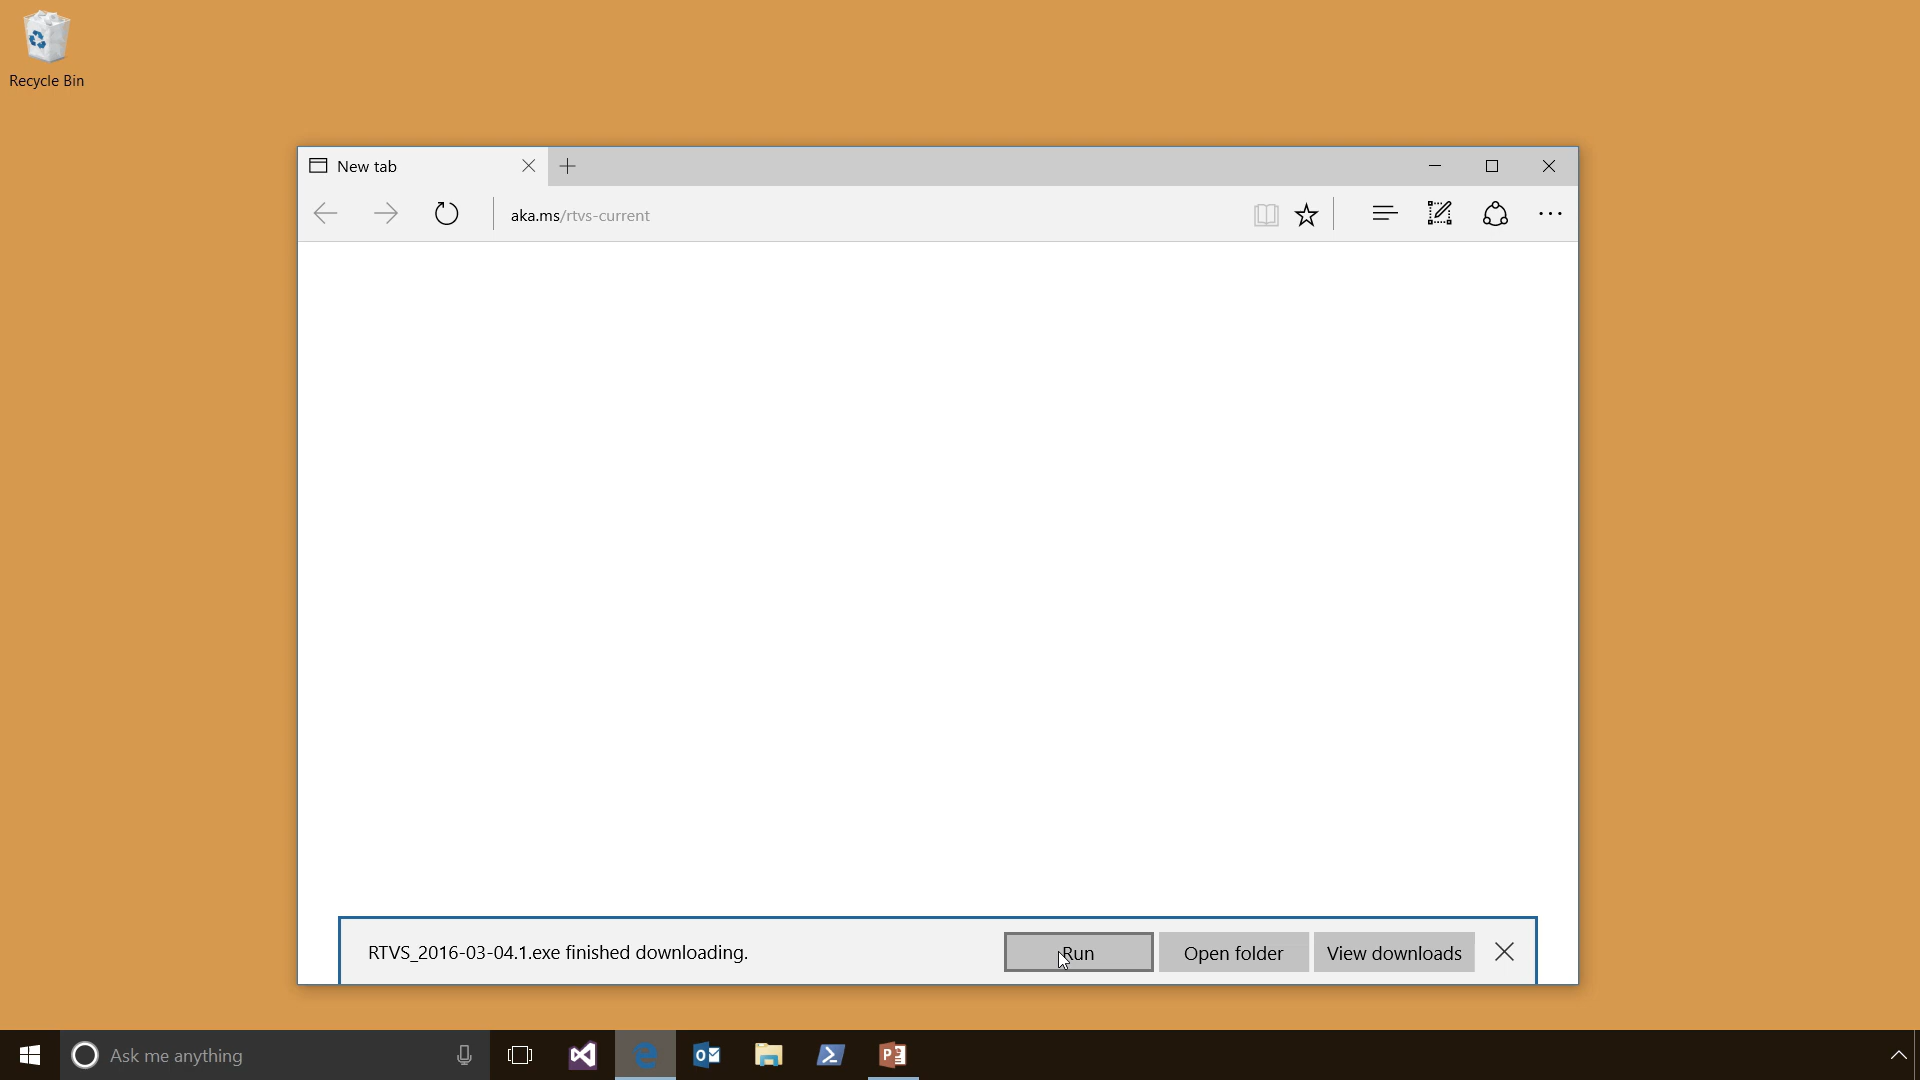 Recycle Bin
New tab
aka.ms/rtvs-current
RTVS_2016-03-04.1.exe finished downloading.
Run
Open folder
View downloads
Ask me anything